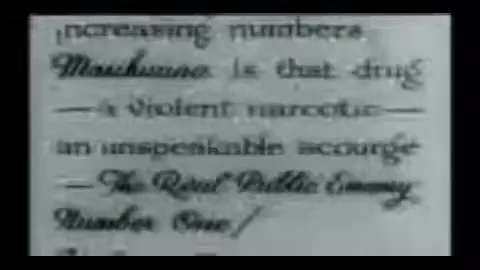 increasing numbers
Marihuana is that drug
— a violent narcotic —
an unspeakable scourge
— The Real Public Enemy
Number One!